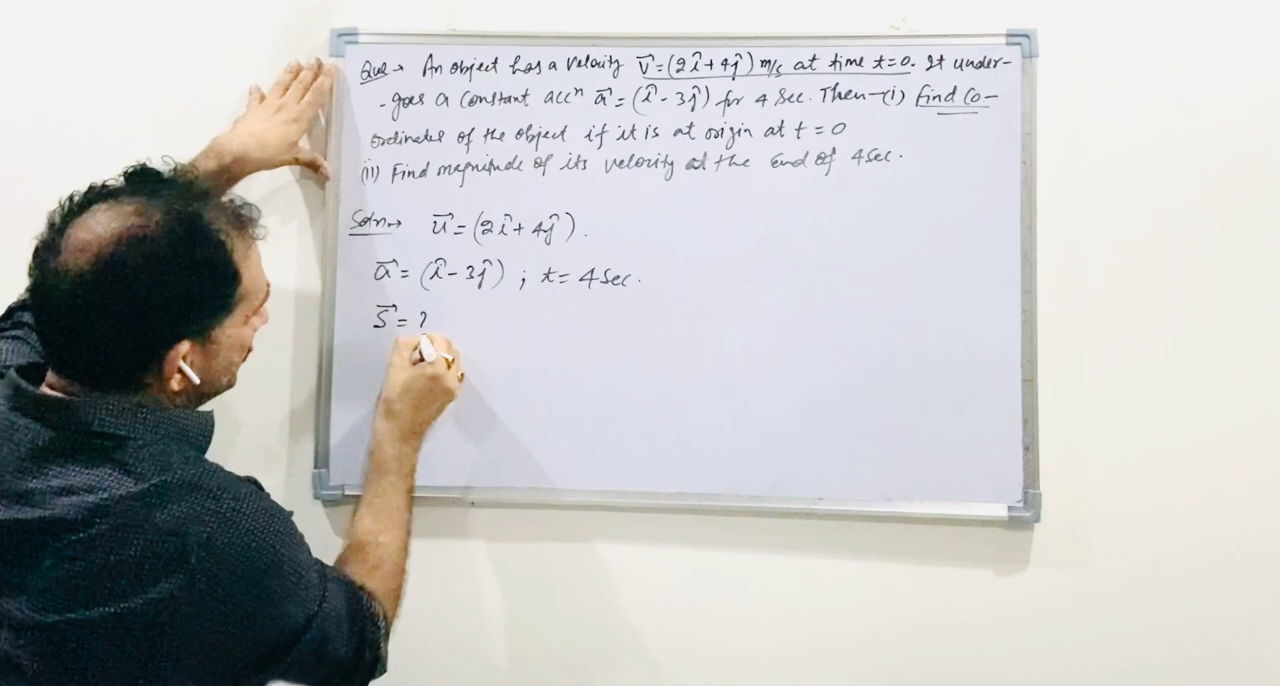 Que → An object has a velocity v⃗ = (2î + 4ĵ) m/s at time t=0. It under-
- goes a constant accⁿ a⃗ = (î - 3ĵ) for 4 sec. Then - (i) find co-
ordinates of the object if it is at origin at t = 0
(ii) Find magnitude of its velocity at the end of 4 sec.
Soln → u⃗ = (2î + 4ĵ).
a⃗ = (î - 3ĵ) ; t = 4 sec.
S⃗ = ?